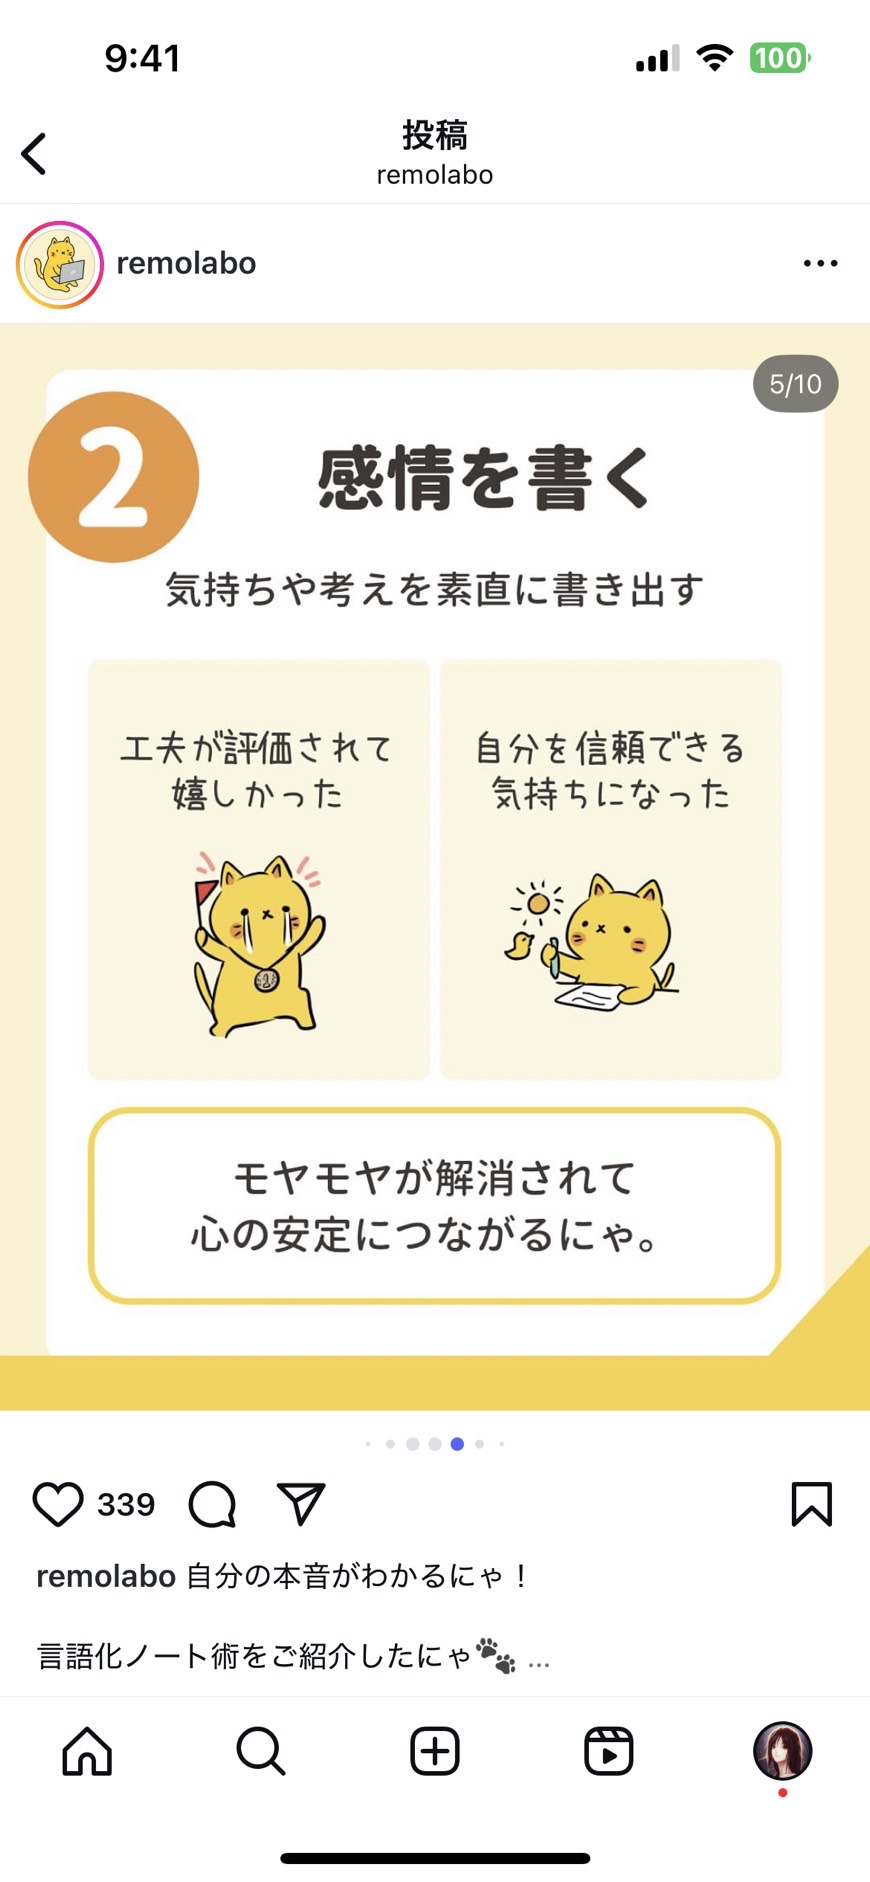 9:41
100
投稿
remolabo
remolabo
5/10
2
感情を書く
気持ちや考えを素直に書き出す
工夫が評価されて
嬉しかった
自分を信頼できる
気持ちになった
モヤモヤが解消されて
心の安定につながるにゃ。
339
remolabo 自分の本音がわかるにゃ！
言語化ノート術をご紹介したにゃ🐾 ...